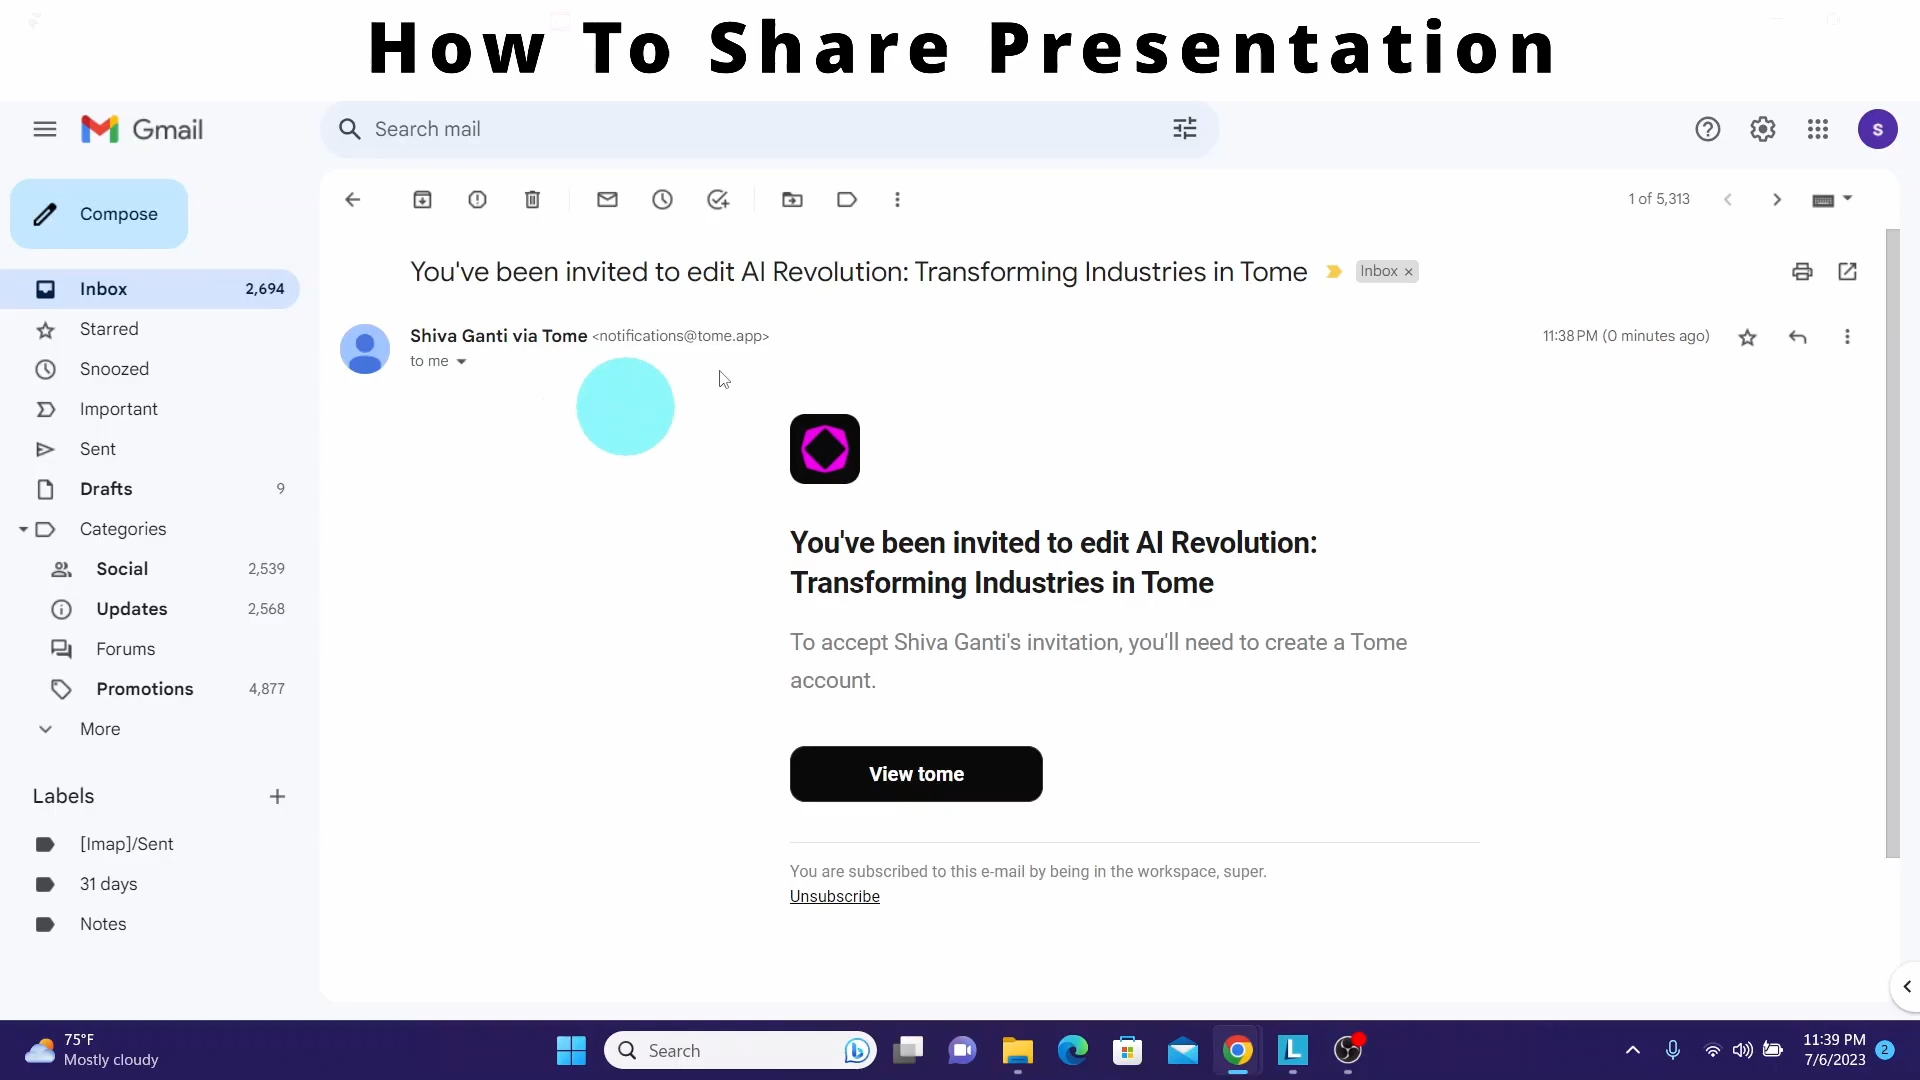 How To Share Presentation
Gmail
Search mail
S
Compose
1 of 5,313
Inbox 2,694
Starred
Snoozed
Important
Sent
Drafts 9
Categories
Social 2,539
Updates 2,568
Forums
Promotions 4,877
More
Labels
[Imap]/Sent
31 days
Notes
You've been invited to edit AI Revolution: Transforming Industries in Tome Inbox ×
Shiva Ganti via Tome <notifications@tome.app>
11:38 PM (0 minutes ago)
to me
You've been invited to edit AI Revolution:
Transforming Industries in Tome
To accept Shiva Ganti's invitation, you'll need to create a Tome
account.
View tome
You are subscribed to this e-mail by being in the workspace, super.
Unsubscribe
75°F
Mostly cloudy
Search
L
11:39 PM
7/6/2023
2